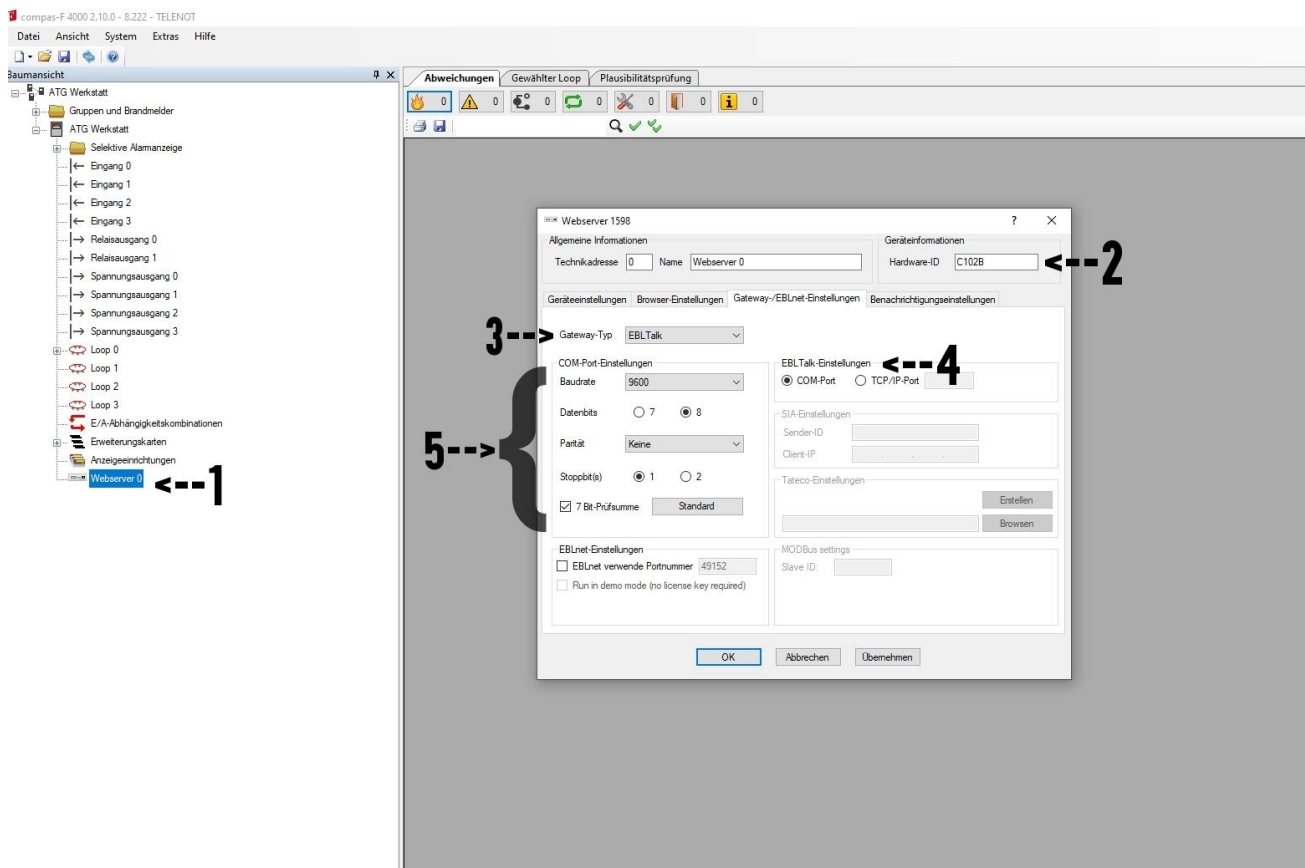 compas-F 4000 2.10.0 - 8.222 - TELENOT
Datei Ansicht System Extras Hilfe
Baumansicht
ATG Werkstatt
Gruppen und Brandmelder
ATG Werkstatt
Selektive Alarmanzeige
Eingang 0
Eingang 1
Eingang 2
Eingang 3
Relaisausgang 0
Relaisausgang 1
Spannungsausgang 0
Spannungsausgang 1
Spannungsausgang 2
Spannungsausgang 3
Loop 0
Loop 1
Loop 2
Loop 3
E/A-Abhängigkeitskombinationen
Erweiterungskarten
Anzeigeeinrichtungen
Webserver 0
<--1
Abweichungen Gewählter Loop Plausibilitätsprüfung
0 0 0 0 0 0 0
Webserver 1598 ? X
Allgemeine Informationen
Technikadresse 0 Name Webserver 0
Geräteinformationen
Hardware-ID C102B
<--2
Geräteeinstellungen Browser-Einstellungen Gateway-/EBLnet-Einstellungen Benachrichtigungseinstellungen
3-->
Gateway-Typ EBLTalk
COM-Port-Einstellungen
Baudrate 9600
Datenbits 7 8
Parität Keine
Stoppbit(s) 1 2
7 Bit-Prüfsumme Standard
5-->{
EBLTalk-Einstellungen
<--4
COM-Port TCP/IP-Port
SIA-Einstellungen
Sender-ID
Client-IP . . .
Tateco-Einstellungen
Erstellen
Browsen
EBLnet-Einstellungen
EBLnet verwende Portnummer 49152
Run in demo mode (no license key required)
MODBus settings
Slave ID:
OK Abbrechen Übernehmen